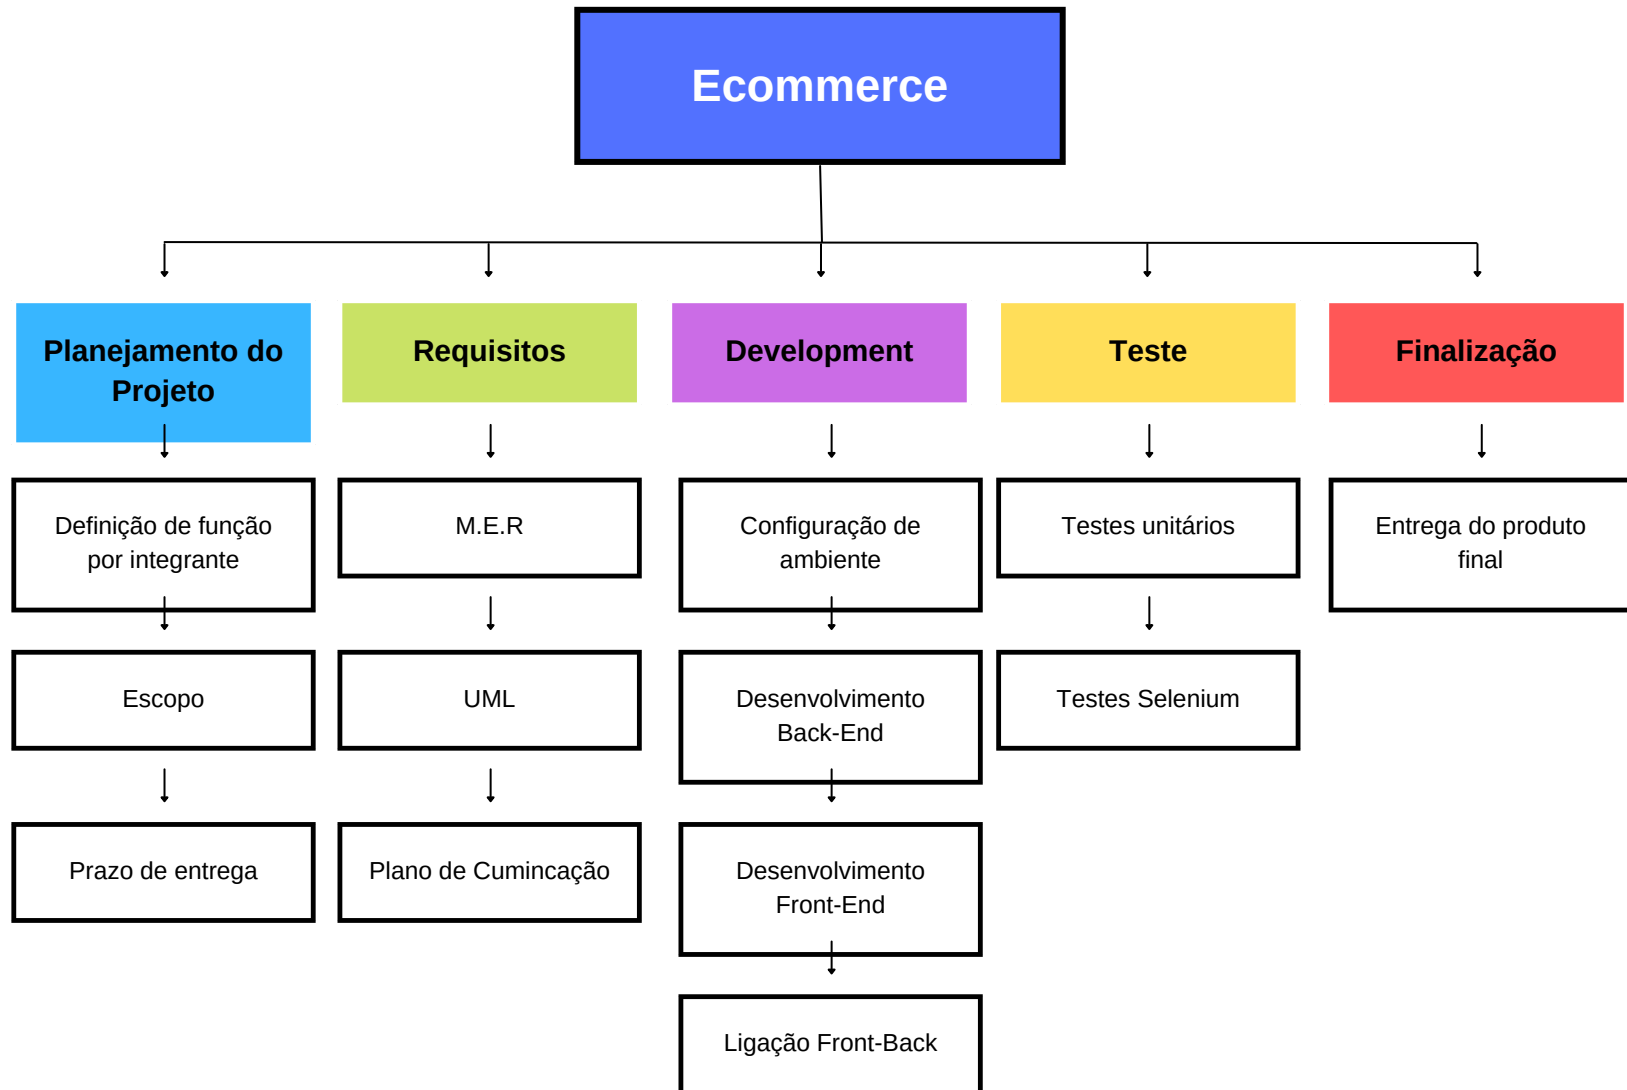 Ecommerce
Planejamento do
Projeto
Requisitos
Development
Teste
Finalização
Definição de função
por integrante
M.E.R
Configuração de
ambiente
Testes unitários
Entrega do produto
final
Escopo
UML
Desenvolvimento
Back-End
Testes Selenium
Prazo de entrega
Plano de Cumincação
Desenvolvimento
Front-End
Ligação Front-Back